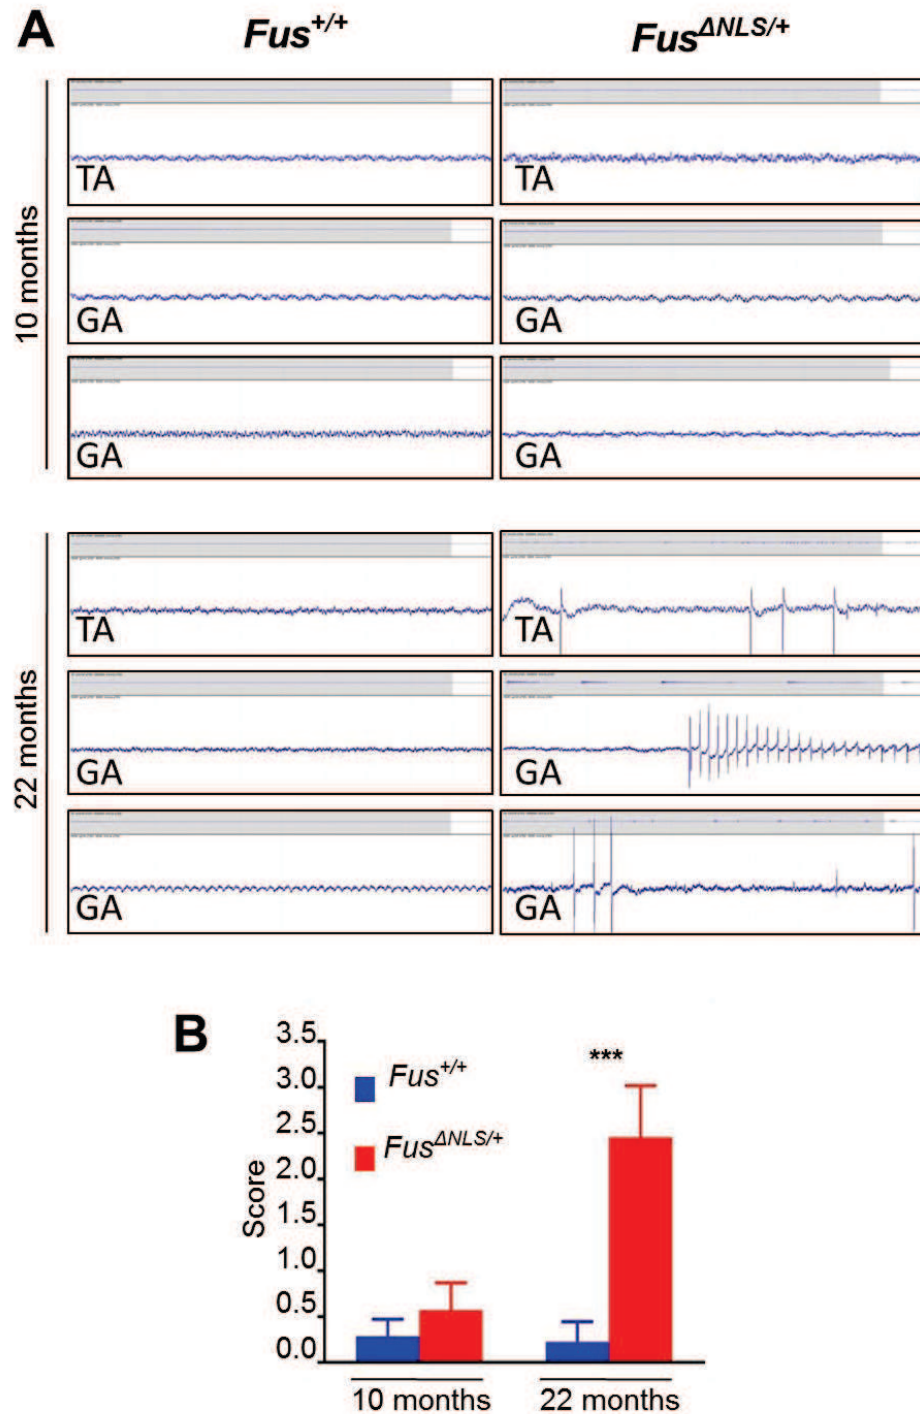 A
Fus+/+
FusΔNLS/+
10 months
TA
TA
GA
GA
GA
GA
22 months
TA
TA
GA
GA
GA
GA
B
3.5
3.0
2.5
2.0
1.5
1.0
0.5
0.0
Score
Fus+/+
FusΔNLS/+
***
10 months
22 months